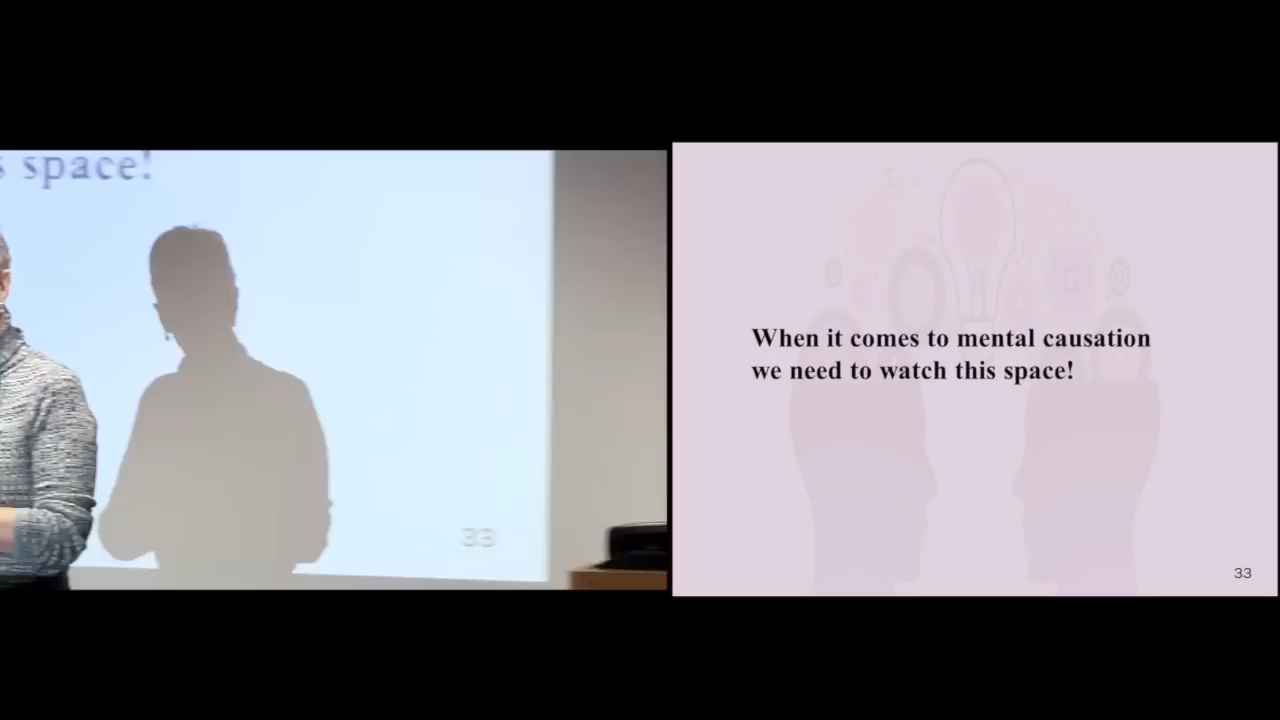 s space!
33
When it comes to mental causation
we need to watch this space!
33